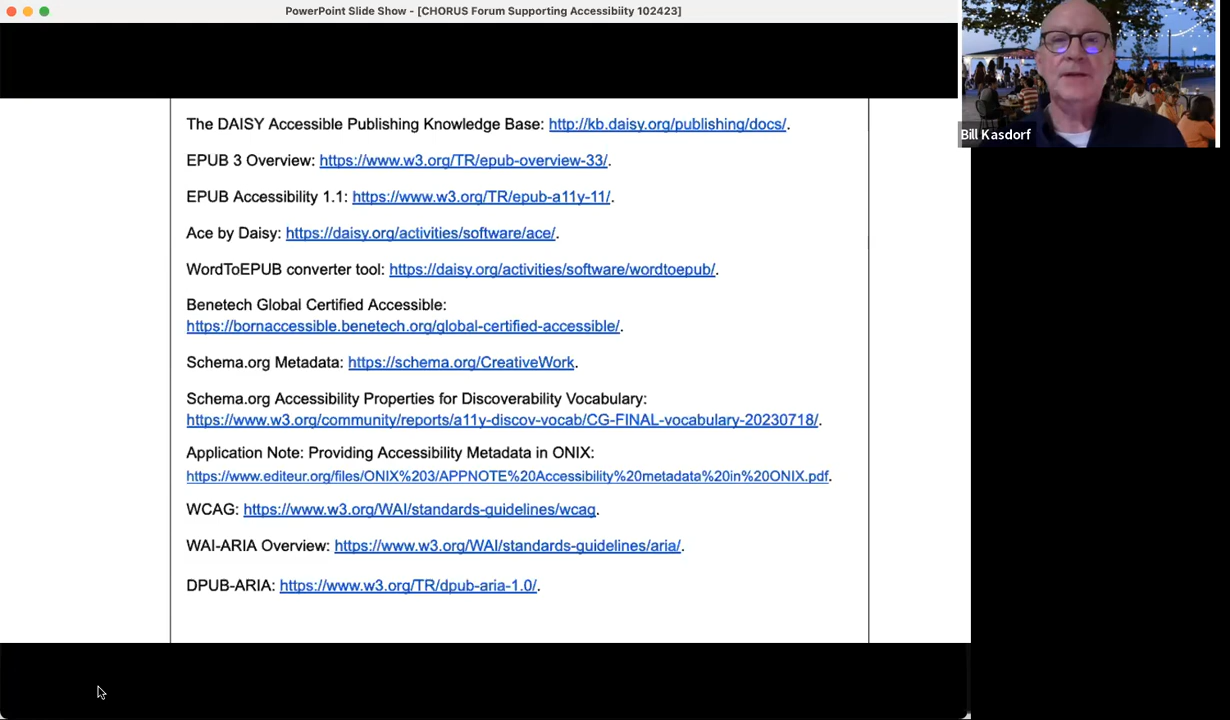 PowerPoint Slide Show - [CHORUS Forum Supporting Accessibiity 102423]
Bill Kasdorf
The DAISY Accessible Publishing Knowledge Base: http://kb.daisy.org/publishing/docs/.
EPUB 3 Overview: https://www.w3.org/TR/epub-overview-33/.
EPUB Accessibility 1.1: https://www.w3.org/TR/epub-a11y-11/.
Ace by Daisy: https://daisy.org/activities/software/ace/.
WordToEPUB converter tool: https://daisy.org/activities/software/wordtoepub/.
Benetech Global Certified Accessible:
https://bornaccessible.benetech.org/global-certified-accessible/.
Schema.org Metadata: https://schema.org/CreativeWork.
Schema.org Accessibility Properties for Discoverability Vocabulary:
https://www.w3.org/community/reports/a11y-discov-vocab/CG-FINAL-vocabulary-20230718/.
Application Note: Providing Accessibility Metadata in ONIX:
https://www.editeur.org/files/ONIX%203/APPNOTE%20Accessibility%20metadata%20in%20ONIX.pdf.
WCAG: https://www.w3.org/WAI/standards-guidelines/wcag.
WAI-ARIA Overview: https://www.w3.org/WAI/standards-guidelines/aria/.
DPUB-ARIA: https://www.w3.org/TR/dpub-aria-1.0/.